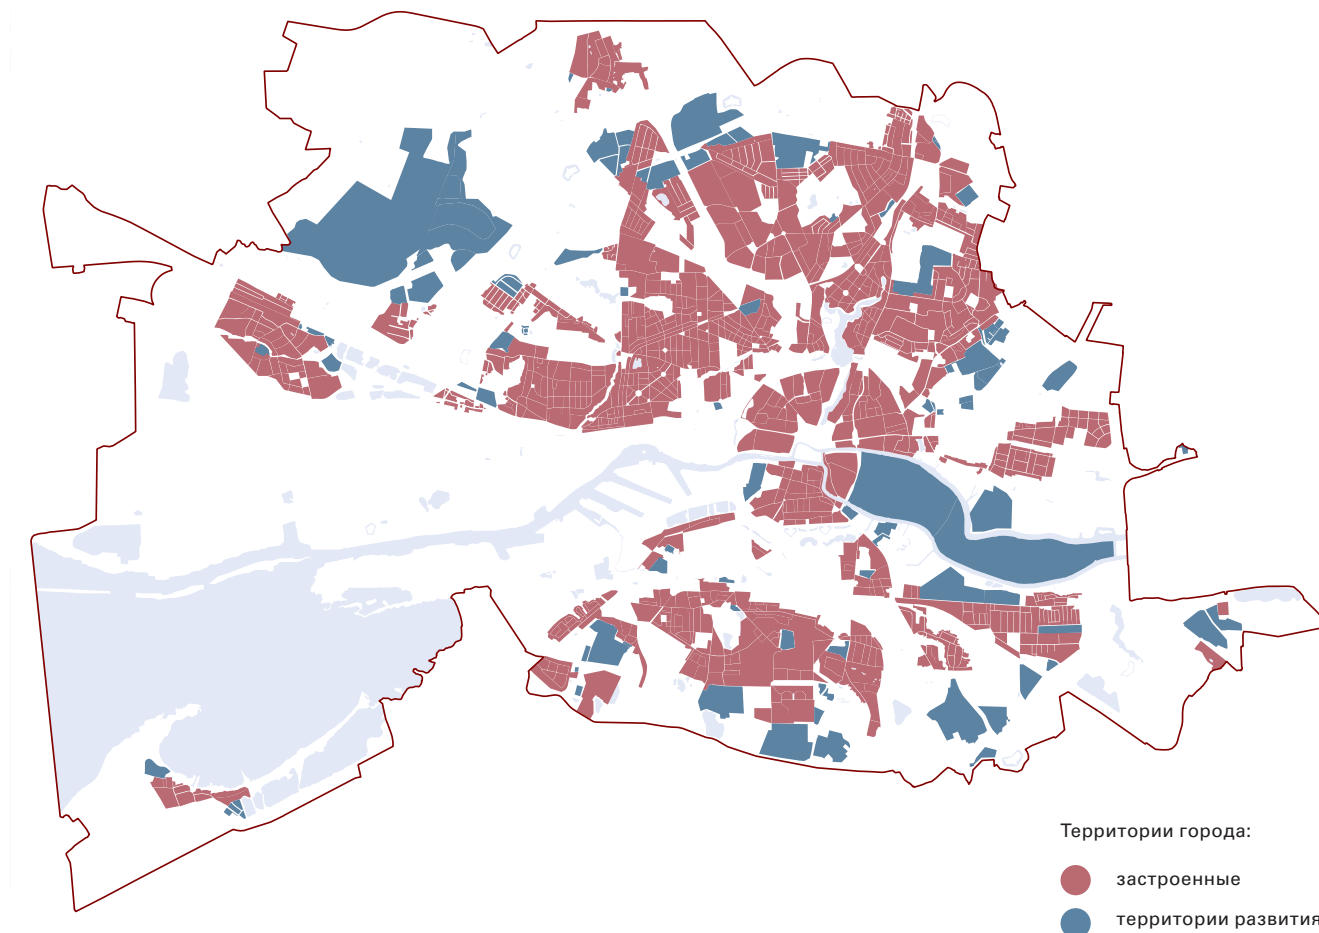 Территории города:
застроенные
территории развития